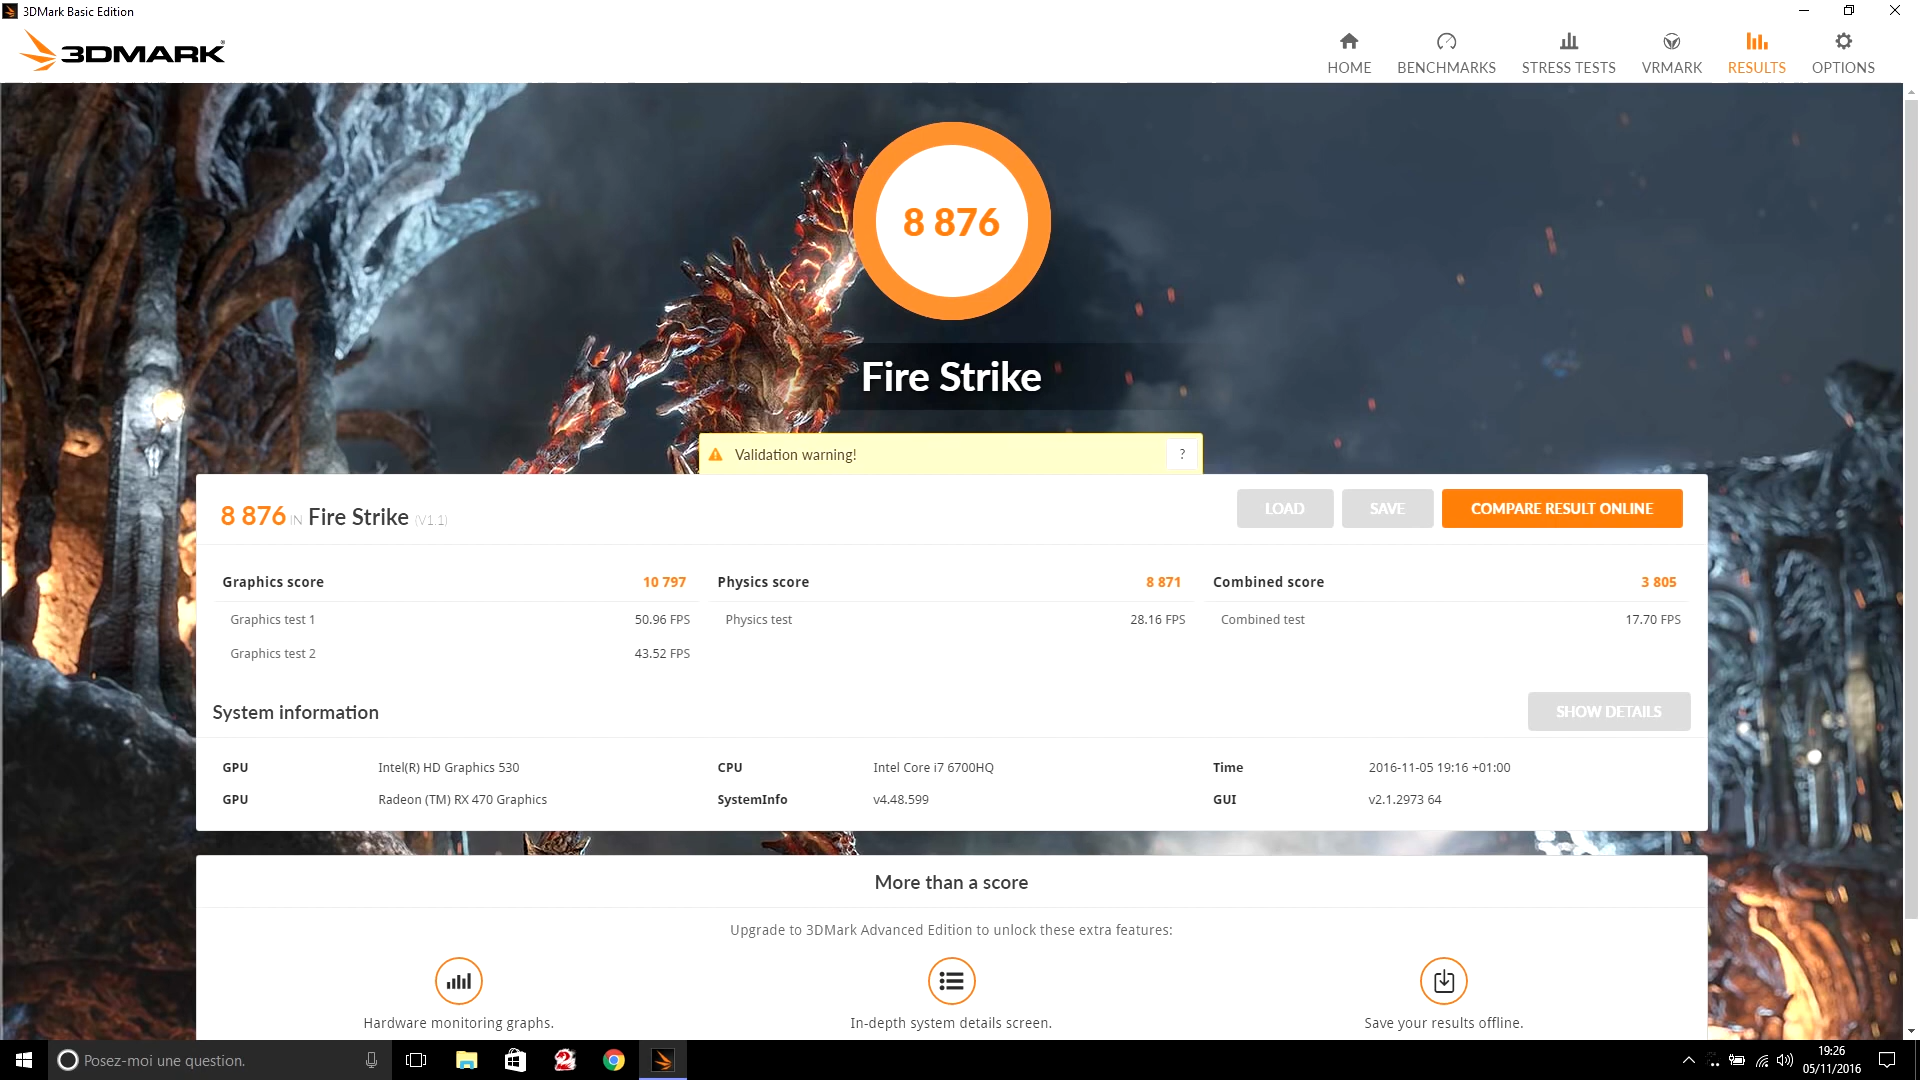 3DMark Basic Edition
3DMARK
HOME BENCHMARKS STRESS TESTS VRMARK RESULTS OPTIONS
8 876
Fire Strike
Validation warning! ?
8 876 IN Fire Strike (V1.1) LOAD SAVE COMPARE RESULT ONLINE
Graphics score 10 797 Physics score 8 871 Combined score 3 805
Graphics test 1 50.96 FPS Physics test 28.16 FPS Combined test 17.70 FPS
Graphics test 2 43.52 FPS
System information SHOW DETAILS
GPU Intel(R) HD Graphics 530 CPU Intel Core i7 6700HQ Time 2016-11-05 19:16 +01:00
GPU Radeon (TM) RX 470 Graphics SystemInfo v4.48.599 GUI v2.1.2973 64
More than a score
Upgrade to 3DMark Advanced Edition to unlock these extra features:
Hardware monitoring graphs. In-depth system details screen. Save your results offline.
Posez-moi une question. 19:26
05/11/2016